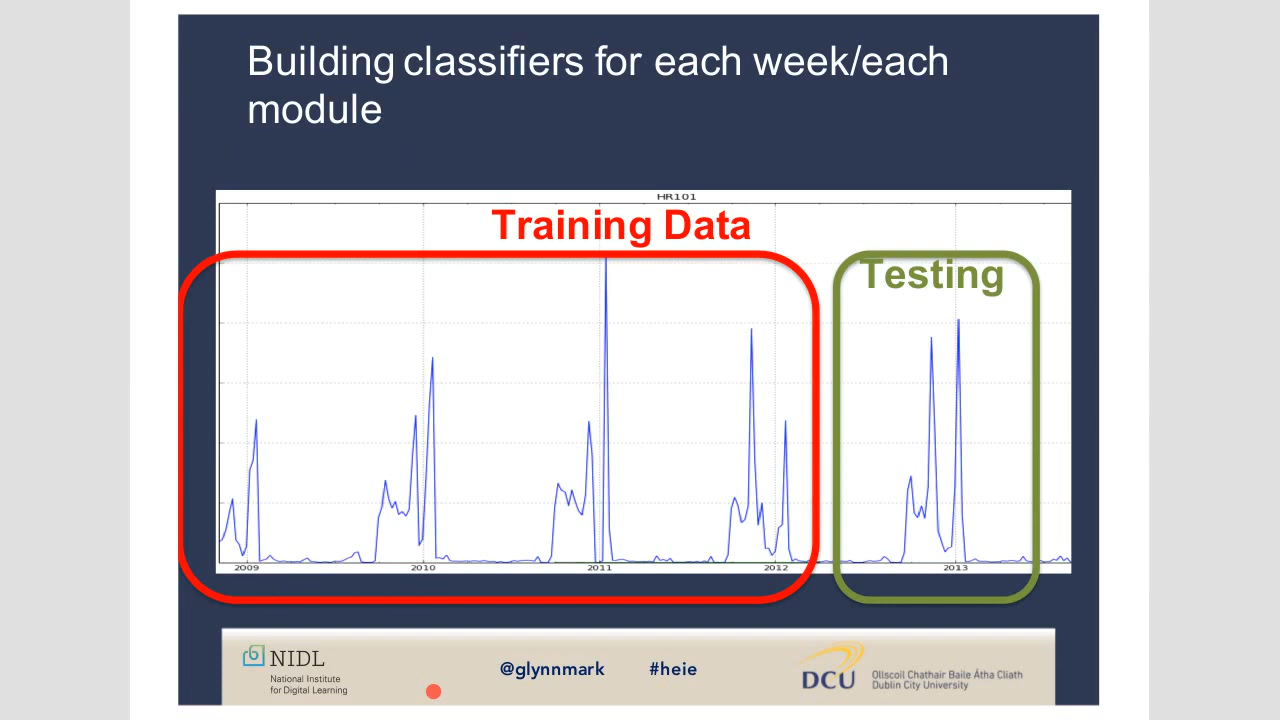 Building classifiers for each week/each
module
HR101
Training Data
Testing
2009 2010 2011 2012 2013
NIDL
National Institute
for Digital Learning
@glynnmark #heie
DCU
Ollscoil Chathair Baile Átha Cliath
Dublin City University